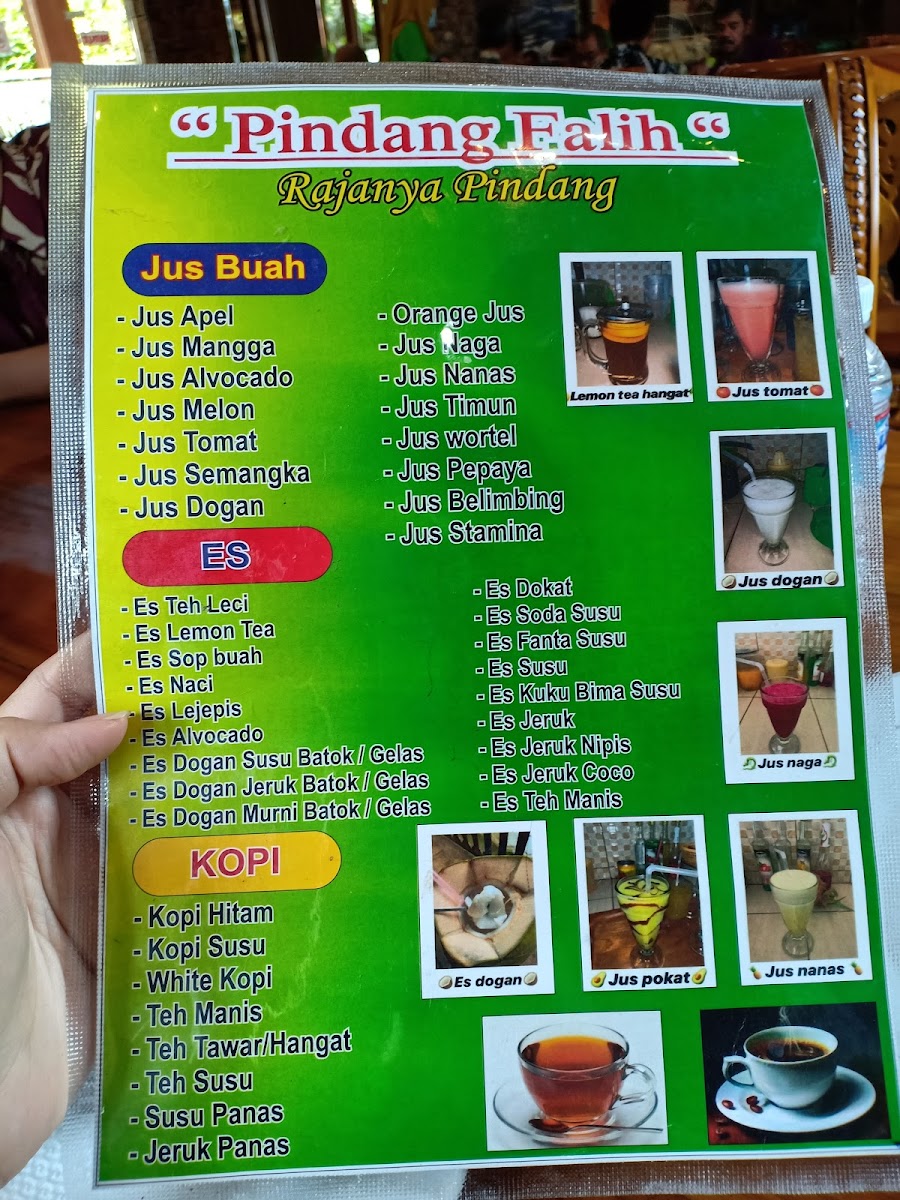 “ Pindang Falih “
Rajanya Pindang
Jus Buah
- Jus Apel
- Jus Mangga
- Jus Alvocado
- Jus Melon
- Jus Tomat
- Jus Semangka
- Jus Dogan
- Orange Jus
- Jus Naga
- Jus Nanas
- Jus Timun
- Jus wortel
- Jus Pepaya
- Jus Belimbing
- Jus Stamina
Lemon tea hangat
Jus tomat
Jus dogan
ES
- Es Teh Leci
- Es Lemon Tea
- Es Sop buah
- Es Naci
- Es Lejepis
- Es Alvocado
- Es Dogan Susu Batok / Gelas
- Es Dogan Jeruk Batok / Gelas
- Es Dogan Murni Batok / Gelas
- Es Dokat
- Es Soda Susu
- Es Fanta Susu
- Es Susu
- Es Kuku Bima Susu
- Es Jeruk
- Es Jeruk Nipis
- Es Jeruk Coco
- Es Teh Manis
Jus naga
KOPI
- Kopi Hitam
- Kopi Susu
- White Kopi
- Teh Manis
- Teh Tawar/Hangat
- Teh Susu
- Susu Panas
- Jeruk Panas
Es dogan
Jus pokat
Jus nanas